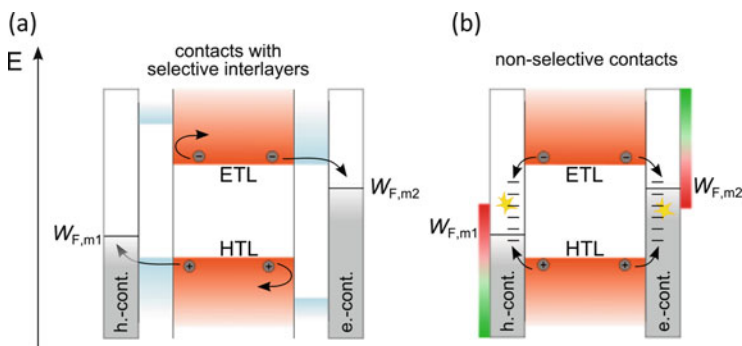 (a)
E
contacts with
selective interlayers
W_F,m1
W_F,m2
ETL
HTL
h.-cont.
e.-cont.
−
−
+
+
(b)
non-selective contacts
W_F,m1
W_F,m2
ETL
HTL
h.-cont.
e.-cont.
−
−
+
+